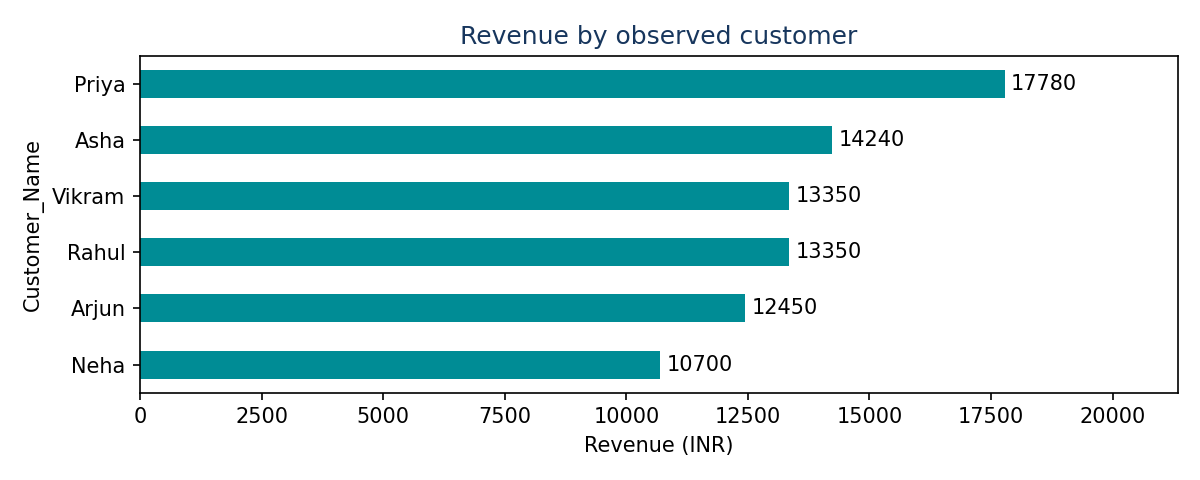 Revenue by observed customer
Customer_Name
Priya 17780
Asha 14240
Vikram 13350
Rahul 13350
Arjun 12450
Neha 10700
0 2500 5000 7500 10000 12500 15000 17500 20000
Revenue (INR)